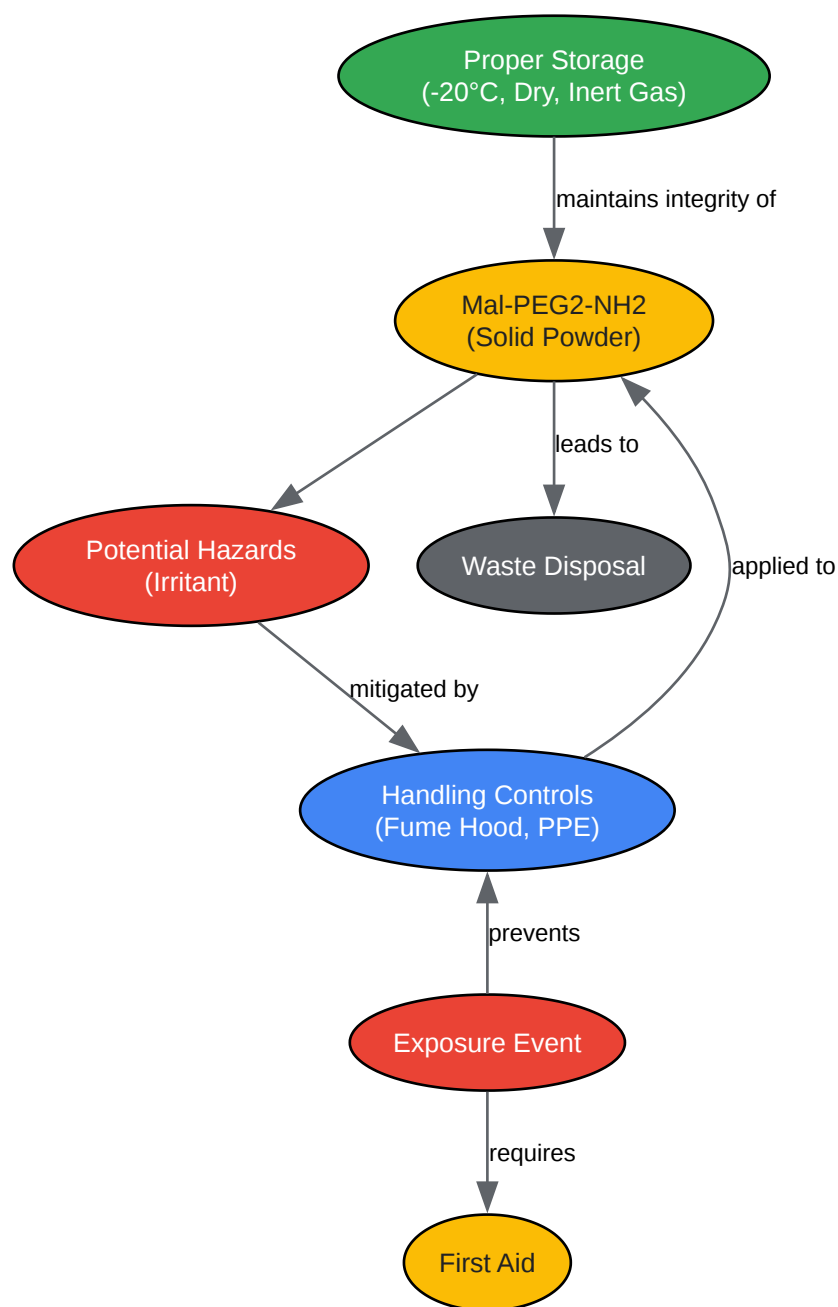 Proper Storage
(-20°C, Dry, Inert Gas)
maintains integrity of
Mal-PEG2-NH2
(Solid Powder)
leads to
Potential Hazards
(Irritant)
Waste Disposal
applied to
mitigated by
Handling Controls
(Fume Hood, PPE)
prevents
Exposure Event
requires
First Aid